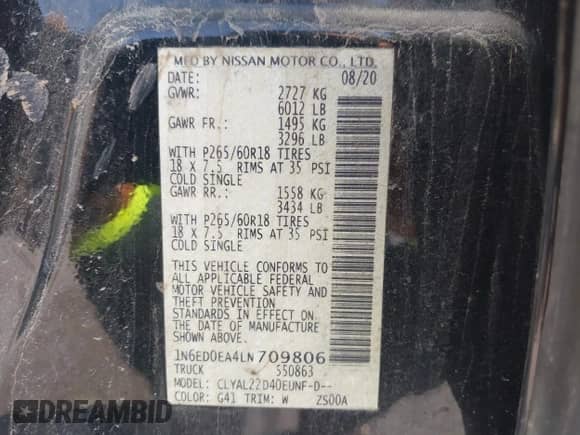 MFD BY NISSAN MOTOR CO., LTD.
DATE: 08/20
GVWR: 2727 KG
6012 LB
GAWR FR.: 1495 KG
3296 LB
WITH P265/60R18 TIRES
18 X 7.5 RIMS AT 35 PSI
COLD SINGLE
GAWR RR.: 1558 KG
3434 LB
WITH P265/60R18 TIRES
18 X 7.5 RIMS AT 35 PSI
COLD SINGLE
THIS VEHICLE CONFORMS TO
ALL APPLICABLE FEDERAL
MOTOR VEHICLE SAFETY AND
THEFT PREVENTION
STANDARDS IN EFFECT ON
THE DATE OF MANUFACTURE
SHOWN ABOVE.
1N6ED0EA4LN709806
TRUCK 550863
MODEL: CLYAL22D40EUNF-D--
COLOR: G41 TRIM: W ZS00A
DREAMBID